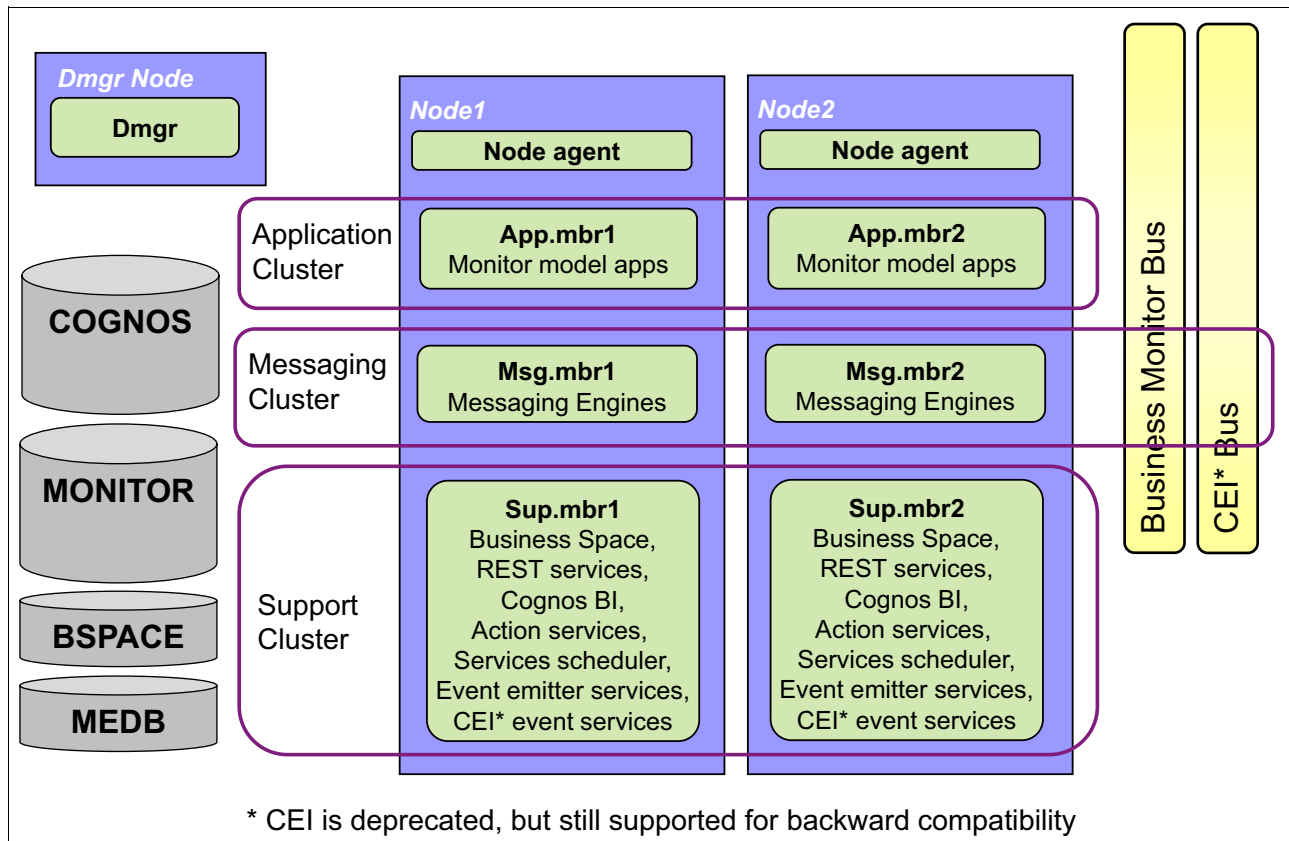 Dmgr Node
Dmgr
Node1
Node agent
Node2
Node agent
Application
Cluster
App.mbr1
Monitor model apps
App.mbr2
Monitor model apps
Messaging
Cluster
Msg.mbr1
Messaging Engines
Msg.mbr2
Messaging Engines
Support
Cluster
Sup.mbr1
Business Space,
REST services,
Cognos BI,
Action services,
Services scheduler,
Event emitter services,
CEI* event services
Sup.mbr2
Business Space,
REST services,
Cognos BI,
Action services,
Services scheduler,
Event emitter services,
CEI* event services
COGNOS
MONITOR
BSPACE
MEDB
Business Monitor Bus
CEI* Bus
* CEI is deprecated, but still supported for backward compatibility